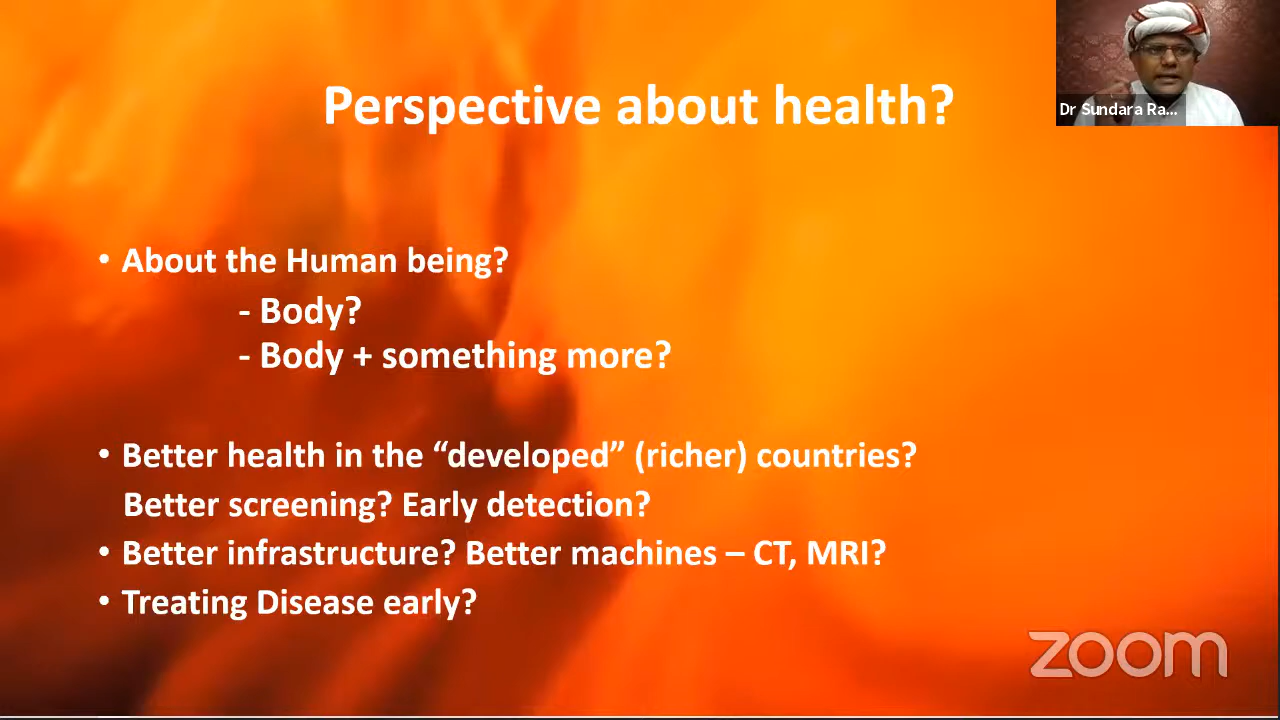 Perspective about health?
Dr Sundara Ra...
• About the Human being?
- Body?
- Body + something more?
• Better health in the “developed” (richer) countries?
Better screening? Early detection?
• Better infrastructure? Better machines – CT, MRI?
• Treating Disease early?
zoom